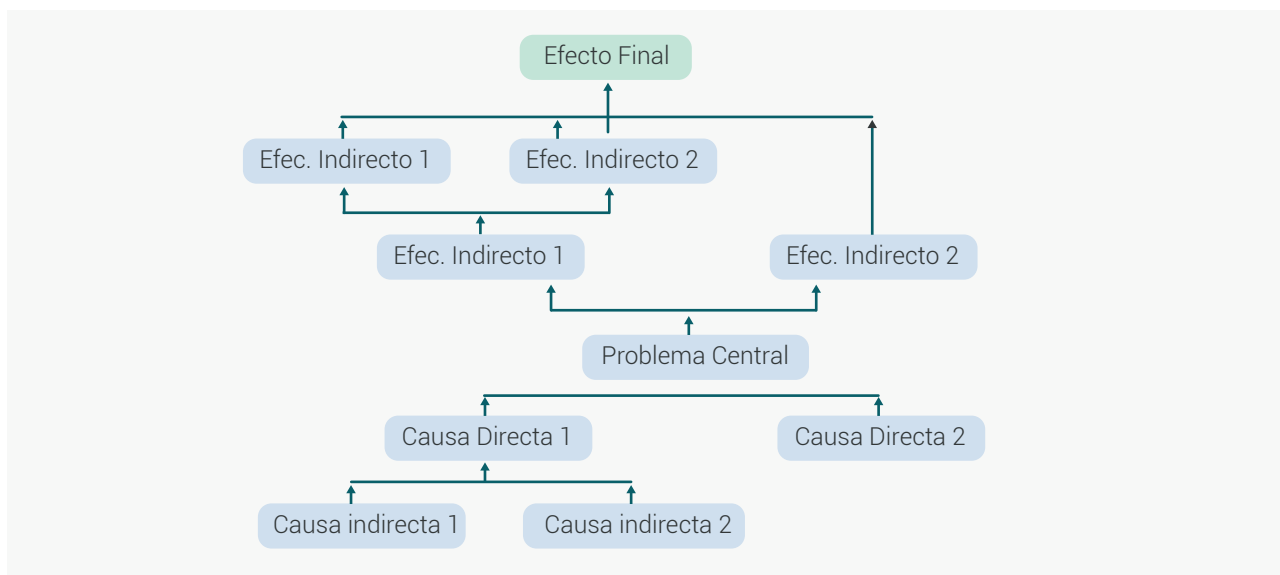 Efecto Final
Efec. Indirecto 1
Efec. Indirecto 2
Efec. Indirecto 1
Efec. Indirecto 2
Problema Central
Causa Directa 1
Causa Directa 2
Causa indirecta 1
Causa indirecta 2